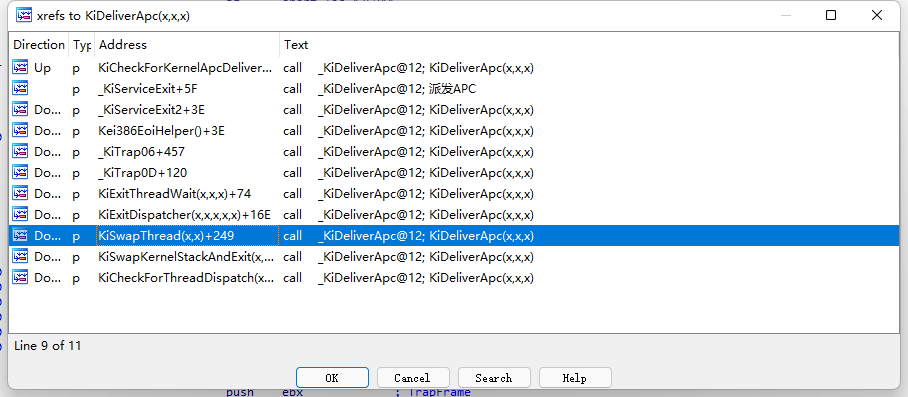 xrefs to KiDeliverApc(x,x,x)
Direction Typ Address Text
Up p KiCheckForKernelApcDeliver... call _KiDeliverApc@12; KiDeliverApc(x,x,x)
p _KiServiceExit+5F call _KiDeliverApc@12; 派发APC
Do... p _KiServiceExit2+3E call _KiDeliverApc@12; KiDeliverApc(x,x,x)
Do... p Kei386EoiHelper()+3E call _KiDeliverApc@12; KiDeliverApc(x,x,x)
Do... p _KiTrap06+457 call _KiDeliverApc@12; KiDeliverApc(x,x,x)
Do... p _KiTrap0D+120 call _KiDeliverApc@12; KiDeliverApc(x,x,x)
Do... p KiExitThreadWait(x,x,x)+74 call _KiDeliverApc@12; KiDeliverApc(x,x,x)
Do... p KiExitDispatcher(x,x,x,x,x)+16E call _KiDeliverApc@12; KiDeliverApc(x,x,x)
Do... p KiSwapThread(x,x)+249 call _KiDeliverApc@12; KiDeliverApc(x,x,x)
Do... p KiSwapKernelStackAndExit(x,... call _KiDeliverApc@12; KiDeliverApc(x,x,x)
Do... p KiCheckForThreadDispatch(x... call _KiDeliverApc@12; KiDeliverApc(x,x,x)
Line 9 of 11
OK Cancel Search Help
push ebx ; TrapFrame